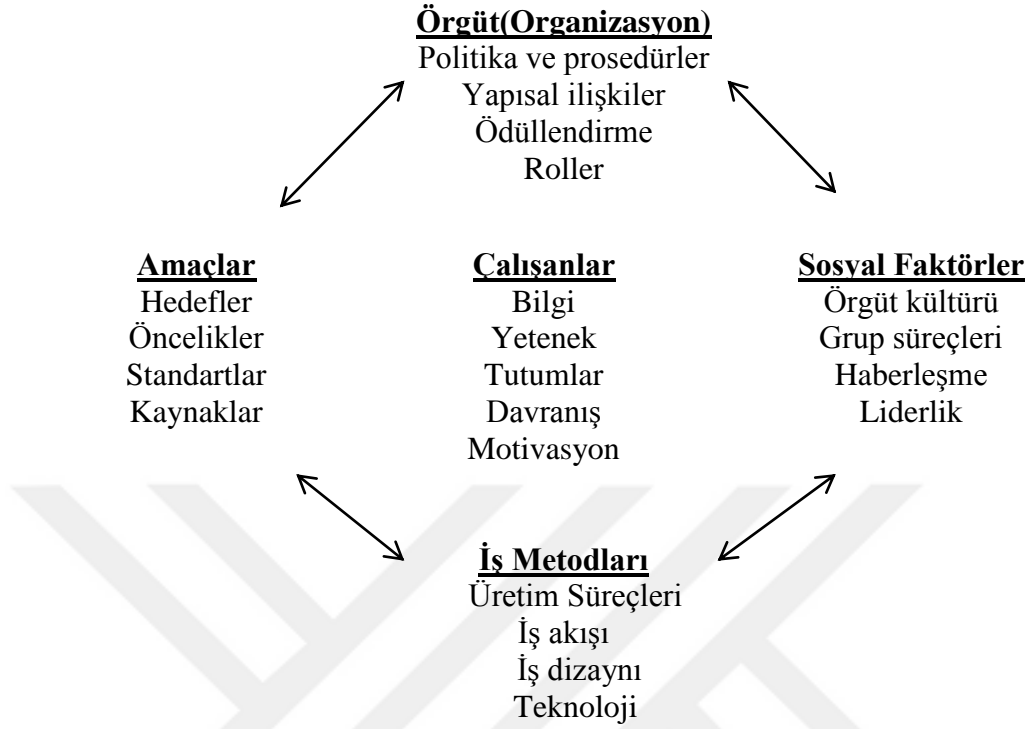 Örgüt(Organizasyon)
Politika ve prosedürler
Yapısal ilişkiler
Ödüllendirme
Roller
Amaçlar
Hedefler
Öncelikler
Standartlar
Kaynaklar
Çalışanlar
Bilgi
Yetenek
Tutumlar
Davranış
Motivasyon
Sosyal Faktörler
Örgüt kültürü
Grup süreçleri
Haberleşme
Liderlik
İş Metodları
Üretim Süreçleri
İş akışı
İş dizaynı
Teknoloji